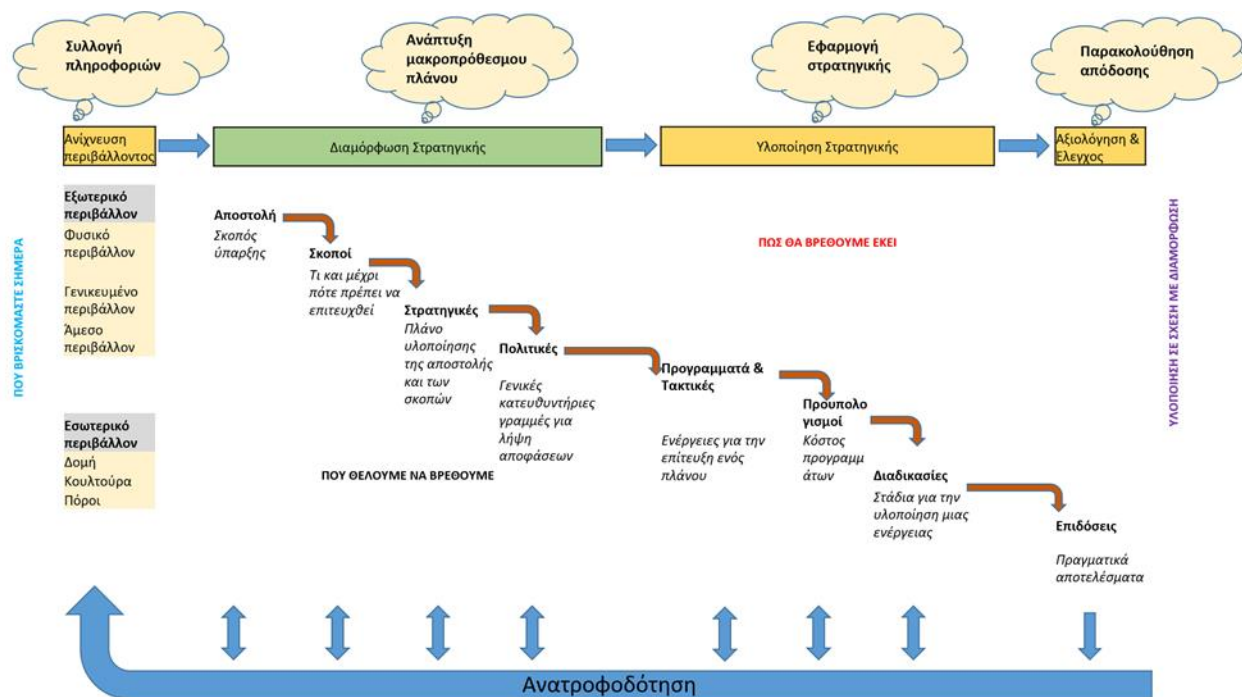 Συλλογή
πληροφοριών
Ανάπτυξη
μακροπρόθεσμου
πλάνου
Εφαρμογή
στρατηγικής
Παρακολούθηση
απόδοσης
Ανίχνευση
περιβάλλοντος
Διαμόρφωση Στρατηγικής
Υλοποίηση Στρατηγικής
Αξιολόγηση &
Έλεγχος
ΠΟΥ ΒΡΙΣΚΟΜΑΣΤΕ ΣΗΜΕΡΑ
Εξωτερικό
περιβάλλον
Φυσικό
περιβάλλον
Γενικευμένο
περιβάλλον
Άμεσο
περιβάλλον
Εσωτερικό
περιβάλλον
Δομή
Κουλτούρα
Πόροι
Αποστολή
Σκοπός
ύπαρξης
Σκοποί
Τι και μέχρι
πότε πρέπει να
επιτευχθεί
Στρατηγικές
Πλάνο
υλοποίησης
της αποστολής
και των
σκοπών
Πολιτικές
Γενικές
κατευθυντήριες
γραμμές για
λήψη
αποφάσεων
ΠΟΥ ΘΕΛΟΥΜΕ ΝΑ ΒΡΕΘΟΥΜΕ
ΠΩΣ ΘΑ ΒΡΕΘΟΥΜΕ ΕΚΕΙ
Προγραμματά &
Τακτικές
Ενέργειες για την
επίτευξη ενός
πλάνου
Προϋπολο
γισμοί
Κόστος
προγραμμ
άτων
Διαδικασίες
Στάδια για την
υλοποίηση μιας
ενέργειας
Επιδόσεις
Πραγματικά
αποτελέσματα
ΥΛΟΠΟΙΗΣΗ ΣΕ ΣΧΕΣΗ ΜΕ ΔΙΑΜΟΡΦΩΣΗ
Ανατροφοδότηση